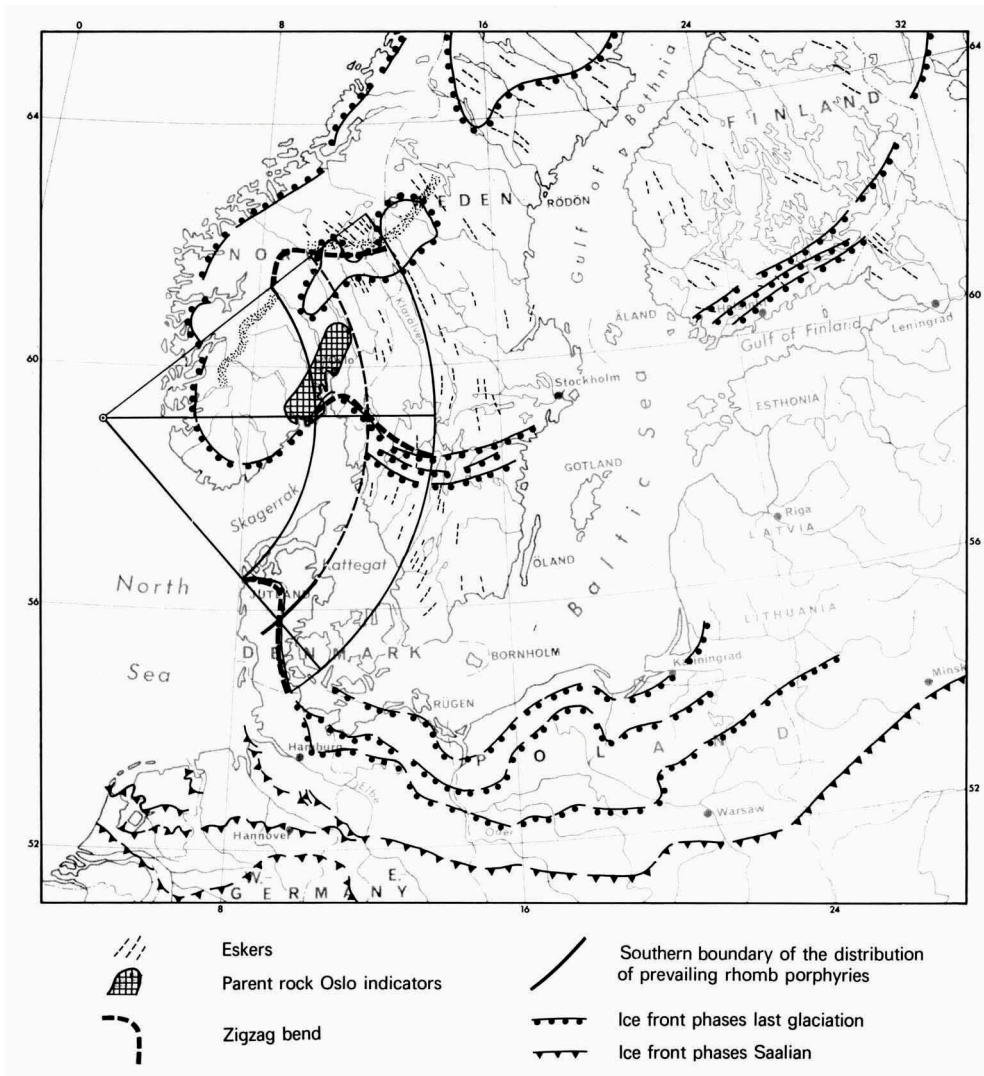 0 8 16 24 32
64
64
FINLAND
Gulf of Bothnia
EDEN
RÖDÖN
NO
Klarälven
ÅLAND
60
Leningrad
Gulf of Finland
60
Stockholm
ESTHONIA
GOTLAND
Skagerrak
Riga
LATVIA
Baltic Sea
56
North
Kattegat
ÖLAND
JUTLAND
56
LITHUANIA
DENMARK
BORNHOLM
Sea
Kaliningrad
Minsk
RÜGEN
Hamburg
POLAND
Elbe
52
Warsaw
Hannover
Oder
52
W. E.
GERMANY
8 16 24
Eskers
Parent rock Oslo indicators
Zigzag bend
Southern boundary of the distribution
of prevailing rhomb porphyries
Ice front phases last glaciation
Ice front phases Saalian